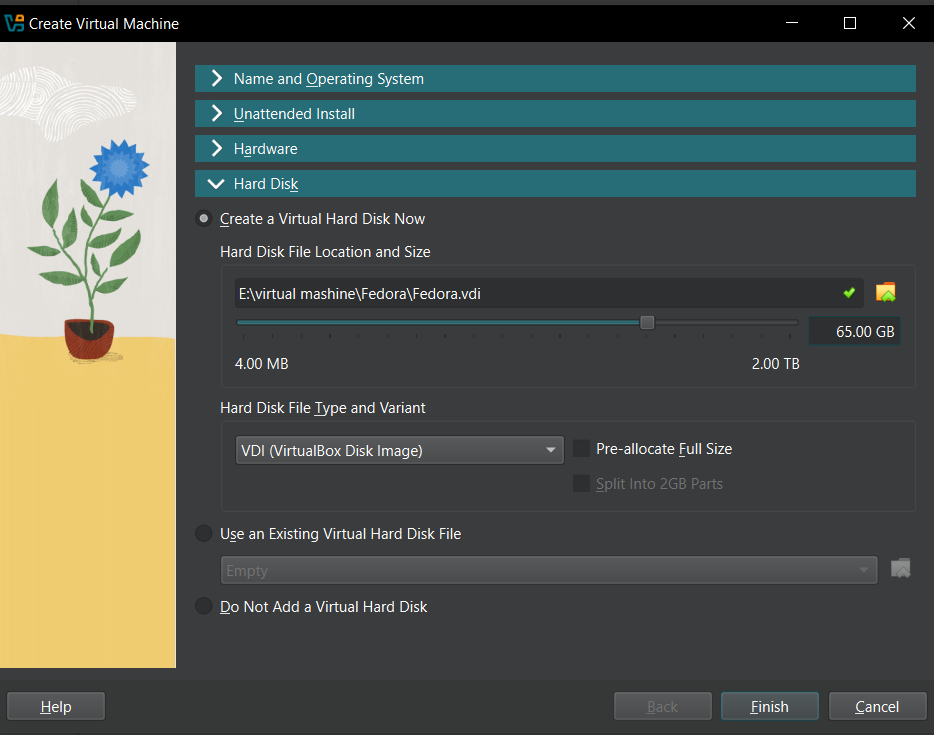 Create Virtual Machine
Name and Operating System
Unattended Install
Hardware
Hard Disk
Create a Virtual Hard Disk Now
Hard Disk File Location and Size
E:\virtual mashine\Fedora\Fedora.vdi
65.00 GB
4.00 MB 2.00 TB
Hard Disk File Type and Variant
VDI (VirtualBox Disk Image) Pre-allocate Full Size
Split Into 2GB Parts
Use an Existing Virtual Hard Disk File
Empty
Do Not Add a Virtual Hard Disk
Help Back Finish Cancel